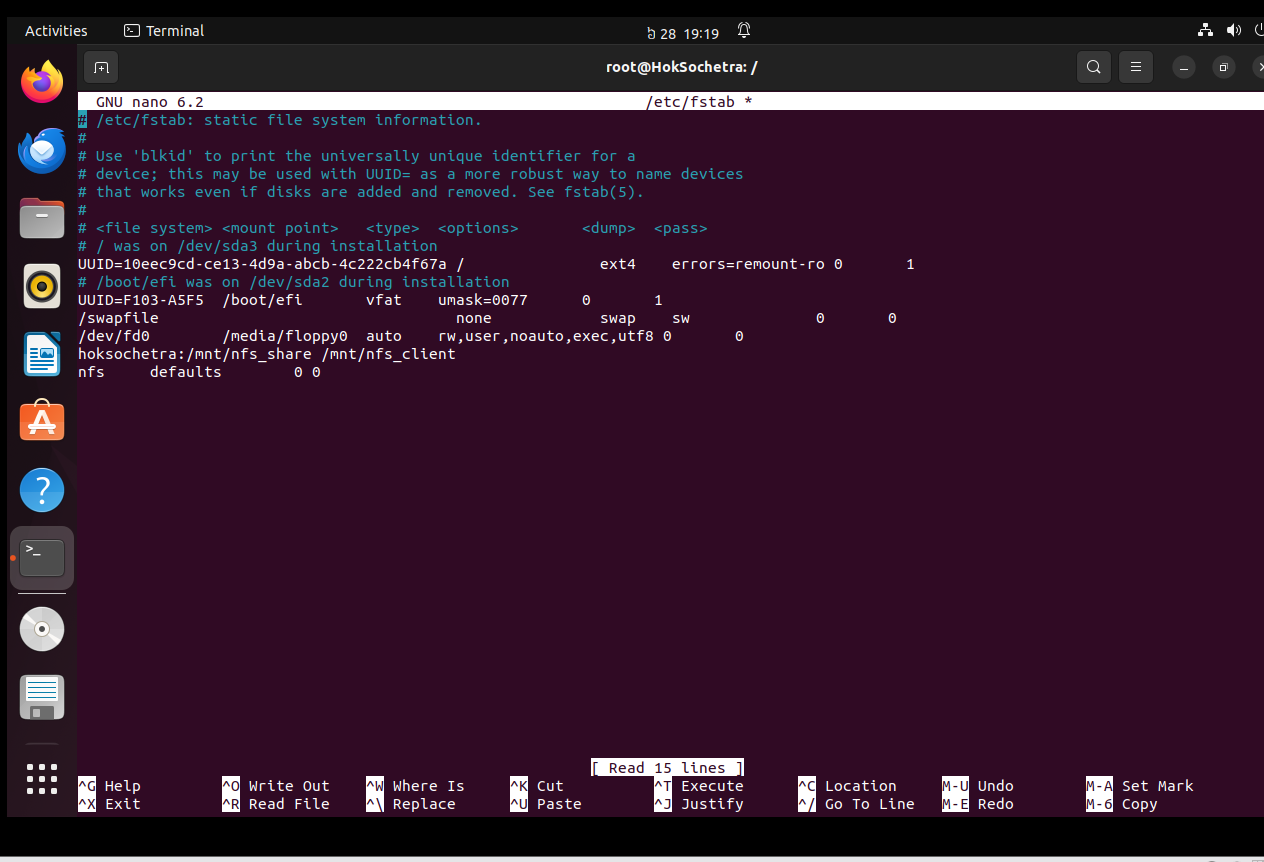 Activities Terminal ៦ 28 19:19
root@HokSochetra: /
GNU nano 6.2 /etc/fstab *
# /etc/fstab: static file system information.
#
# Use 'blkid' to print the universally unique identifier for a
# device; this may be used with UUID= as a more robust way to name devices
# that works even if disks are added and removed. See fstab(5).
#
# <file system> <mount point> <type> <options> <dump> <pass>
# / was on /dev/sda3 during installation
UUID=10eec9cd-ce13-4d9a-abcb-4c222cb4f67a / ext4 errors=remount-ro 0 1
# /boot/efi was on /dev/sda2 during installation
UUID=F103-A5F5 /boot/efi vfat umask=0077 0 1
/swapfile none swap sw 0 0
/dev/fd0 /media/floppy0 auto rw,user,noauto,exec,utf8 0 0
hoksochetra:/mnt/nfs_share /mnt/nfs_client
nfs defaults 0 0
[ Read 15 lines ]
^G Help ^O Write Out ^W Where Is ^K Cut ^T Execute ^C Location M-U Undo M-A Set Mark
^X Exit ^R Read File ^\ Replace ^U Paste ^J Justify ^/ Go To Line M-E Redo M-6 Copy